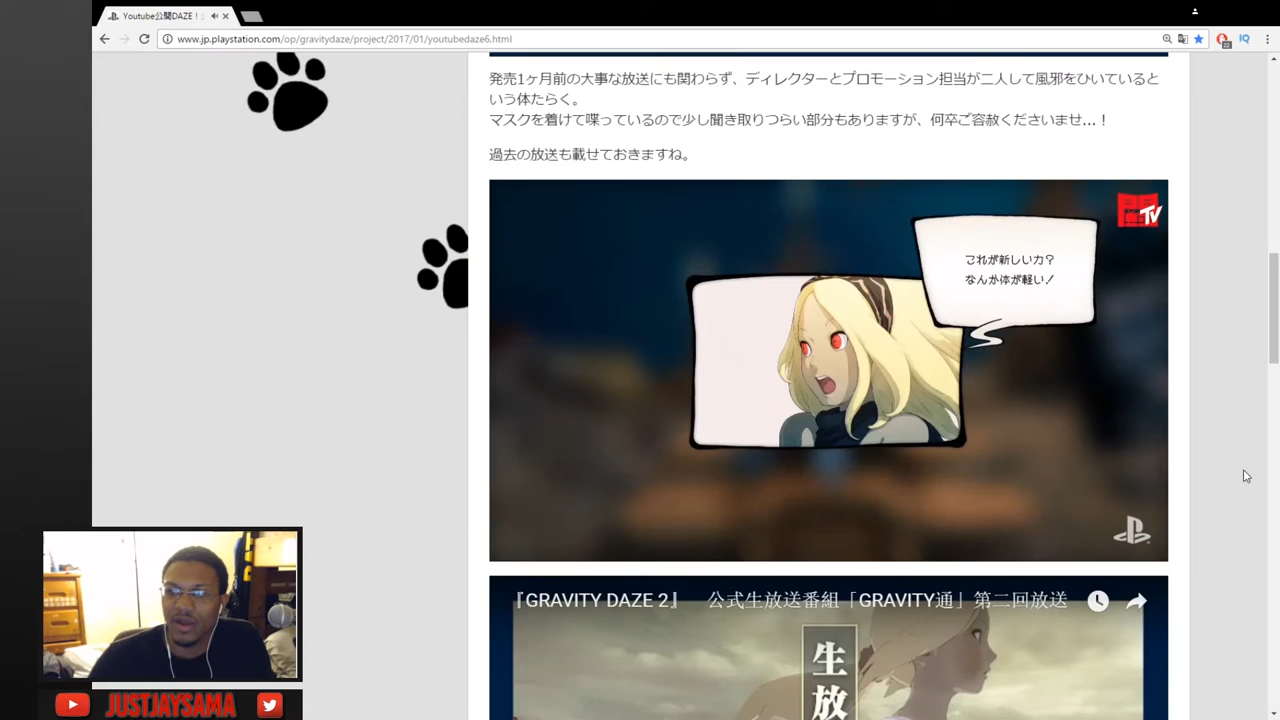 Youtube公開DAZE！
www.jp.playstation.com/op/gravitydaze/project/2017/01/youtubedaze6.html
22
IQ
発売1ヶ月前の大事な放送にも関わらず、ディレクターとプロモーション担当が二人して風邪をひいていると
いう体たらく。
マスクを着けて喋っているので少し聞き取りつらい部分もありますが、何卒ご容赦くださいませ...！
過去の放送も載せておきますね。
TV
これが新しい力?
なんか体が軽い!
『GRAVITY DAZE 2』 公式生放送番組「GRAVITY通」第二回放送
生
放
JUSTJAYSAMA